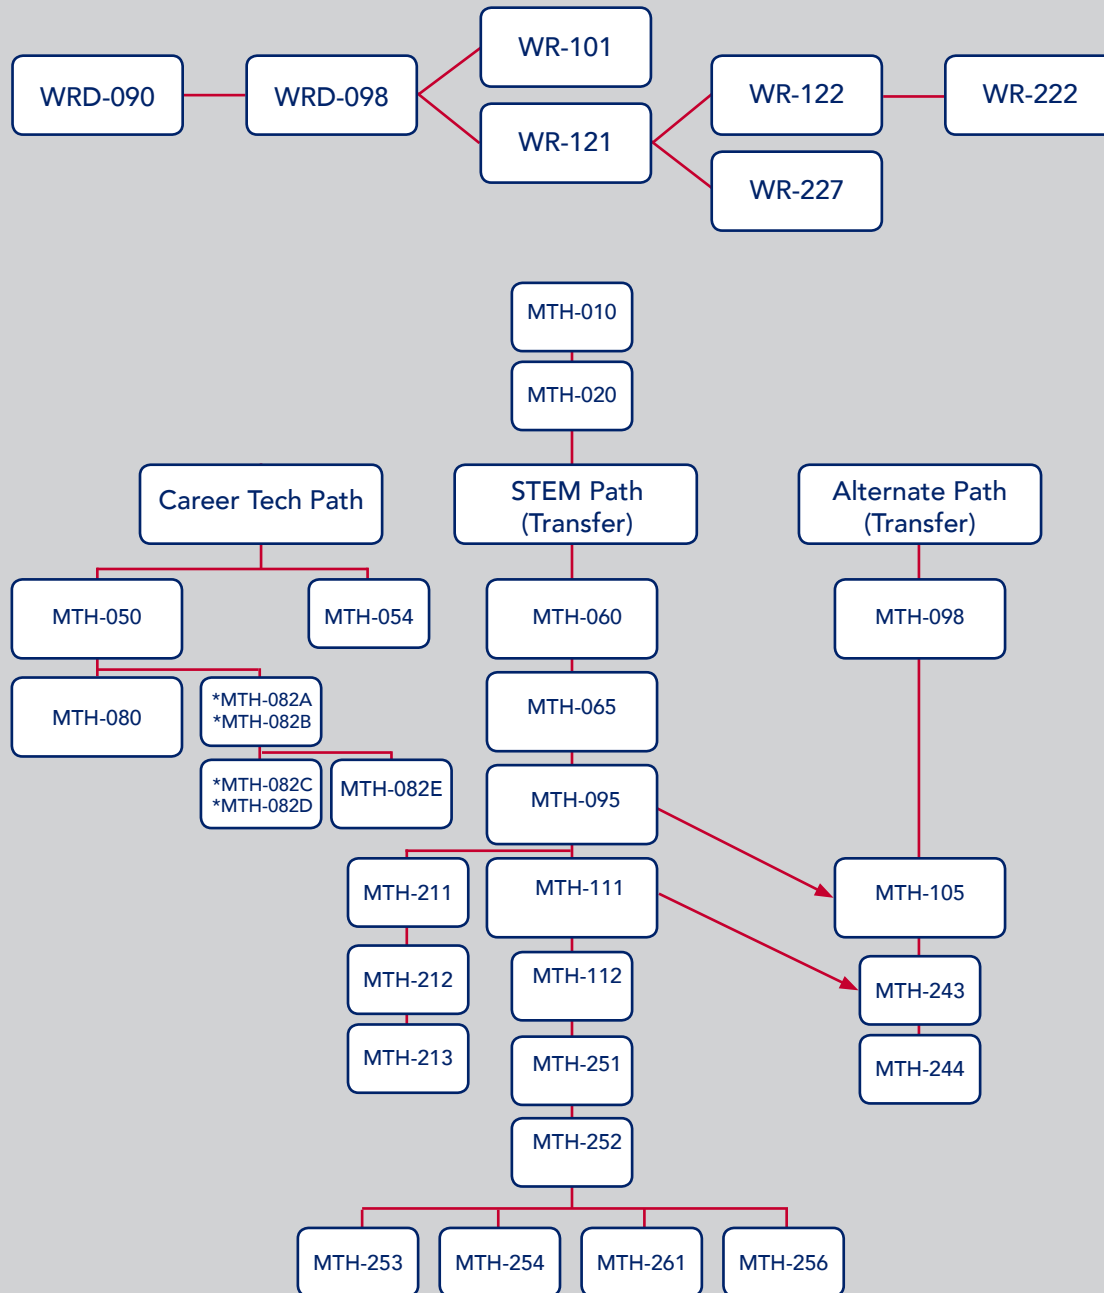 WRD-090
WRD-098
WR-101
WR-121
WR-122
WR-222
WR-227
MTH-010
MTH-020
Career Tech Path
STEM Path
(Transfer)
Alternate Path
(Transfer)
MTH-050
MTH-054
MTH-060
MTH-098
MTH-080
*MTH-082A
*MTH-082B
MTH-065
*MTH-082C
*MTH-082D
MTH-082E
MTH-095
MTH-211
MTH-111
MTH-105
MTH-212
MTH-112
MTH-243
MTH-213
MTH-251
MTH-244
MTH-252
MTH-253
MTH-254
MTH-261
MTH-256